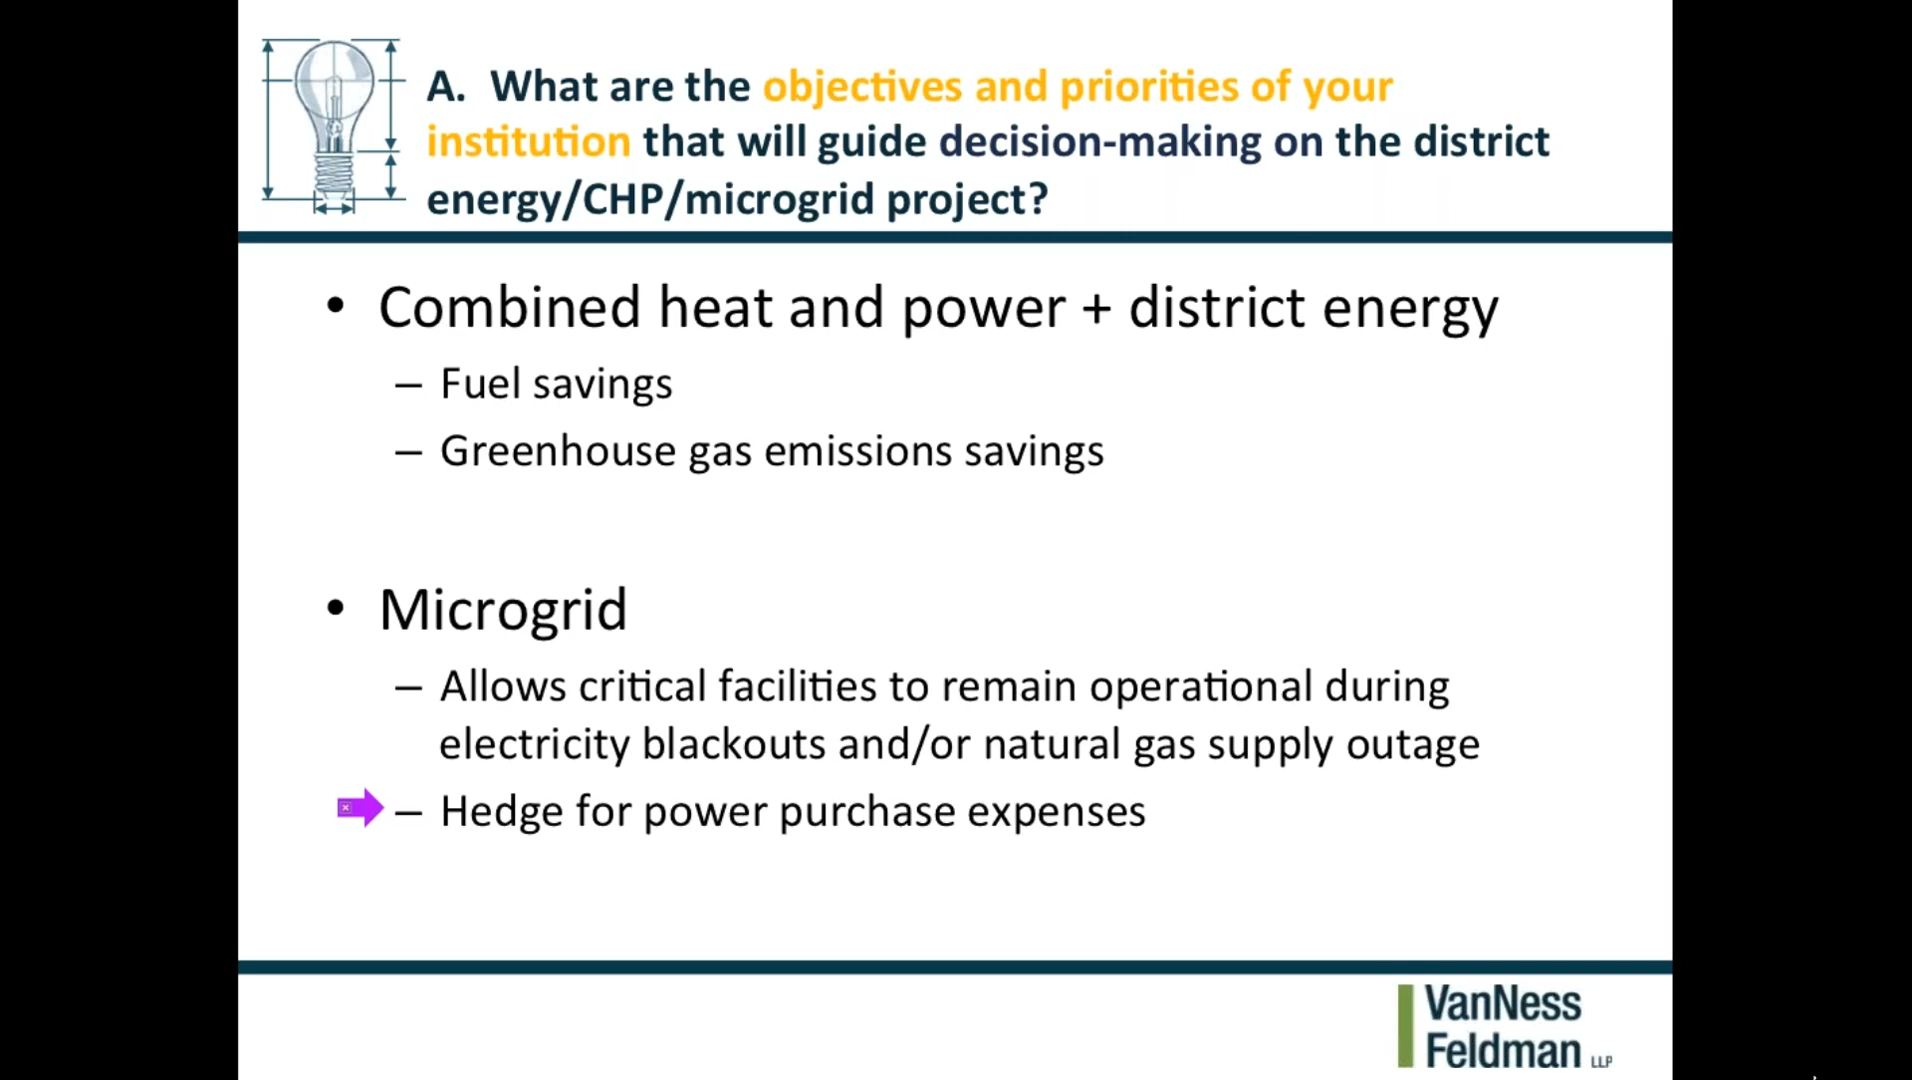 A. What are the objectives and priorities of your
institution that will guide decision-making on the district
energy/CHP/microgrid project?
• Combined heat and power + district energy
– Fuel savings
– Greenhouse gas emissions savings
• Microgrid
– Allows critical facilities to remain operational during
electricity blackouts and/or natural gas supply outage
– Hedge for power purchase expenses
VanNess
Feldman LLP